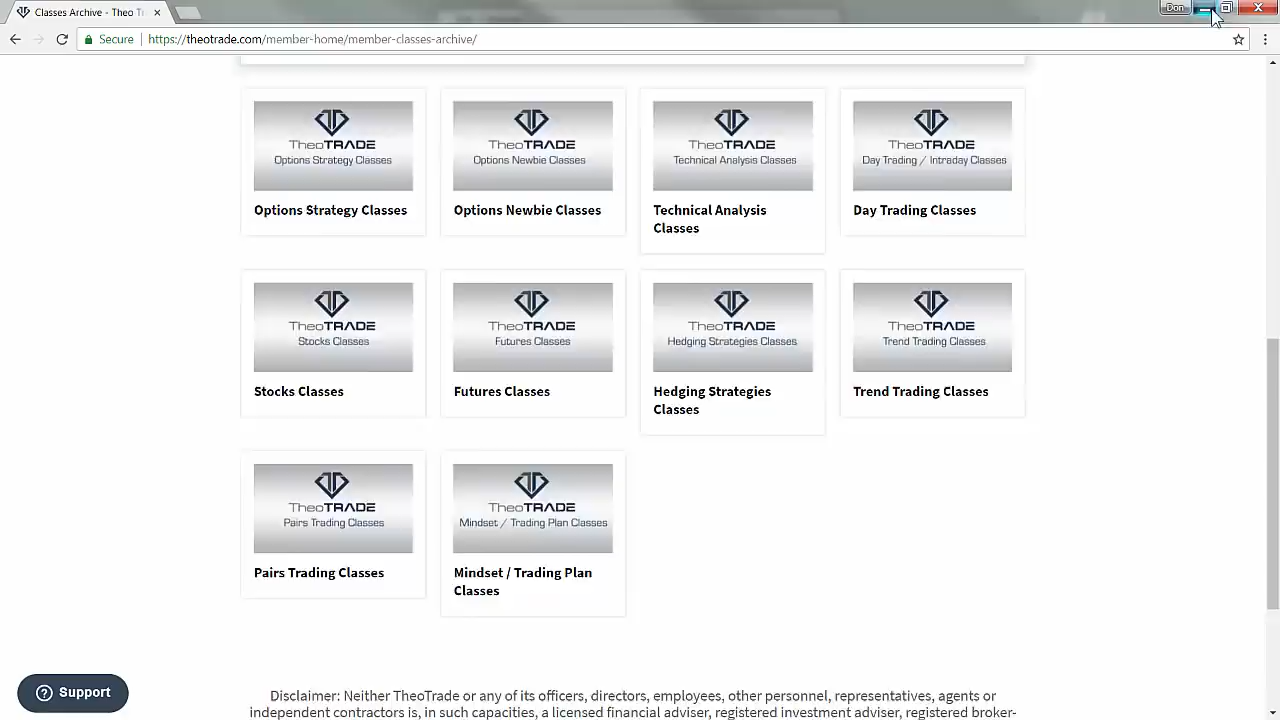 Classes Archive - Theo Tr
Don
Secure
https://theotrade.com/member-home/member-classes-archive/
TheoTRADE
Options Strategy Classes
Options Strategy Classes
TheoTRADE
Options Newbie Classes
Options Newbie Classes
TheoTRADE
Technical Analysis Classes
Technical Analysis
Classes
TheoTRADE
Day Trading / Intraday Classes
Day Trading Classes
TheoTRADE
Stocks Classes
Stocks Classes
TheoTRADE
Futures Classes
Futures Classes
TheoTRADE
Hedging Strategies Classes
Hedging Strategies
Classes
TheoTRADE
Trend Trading Classes
Trend Trading Classes
TheoTRADE
Pairs Trading Classes
Pairs Trading Classes
TheoTRADE
Mindset / Trading Plan Classes
Mindset / Trading Plan
Classes
Support
Disclaimer: Neither TheoTrade or any of its officers, directors, employees, other personnel, representatives, agents or
independent contractors is, in such capacities, a licensed financial adviser, registered investment adviser, registered broker-